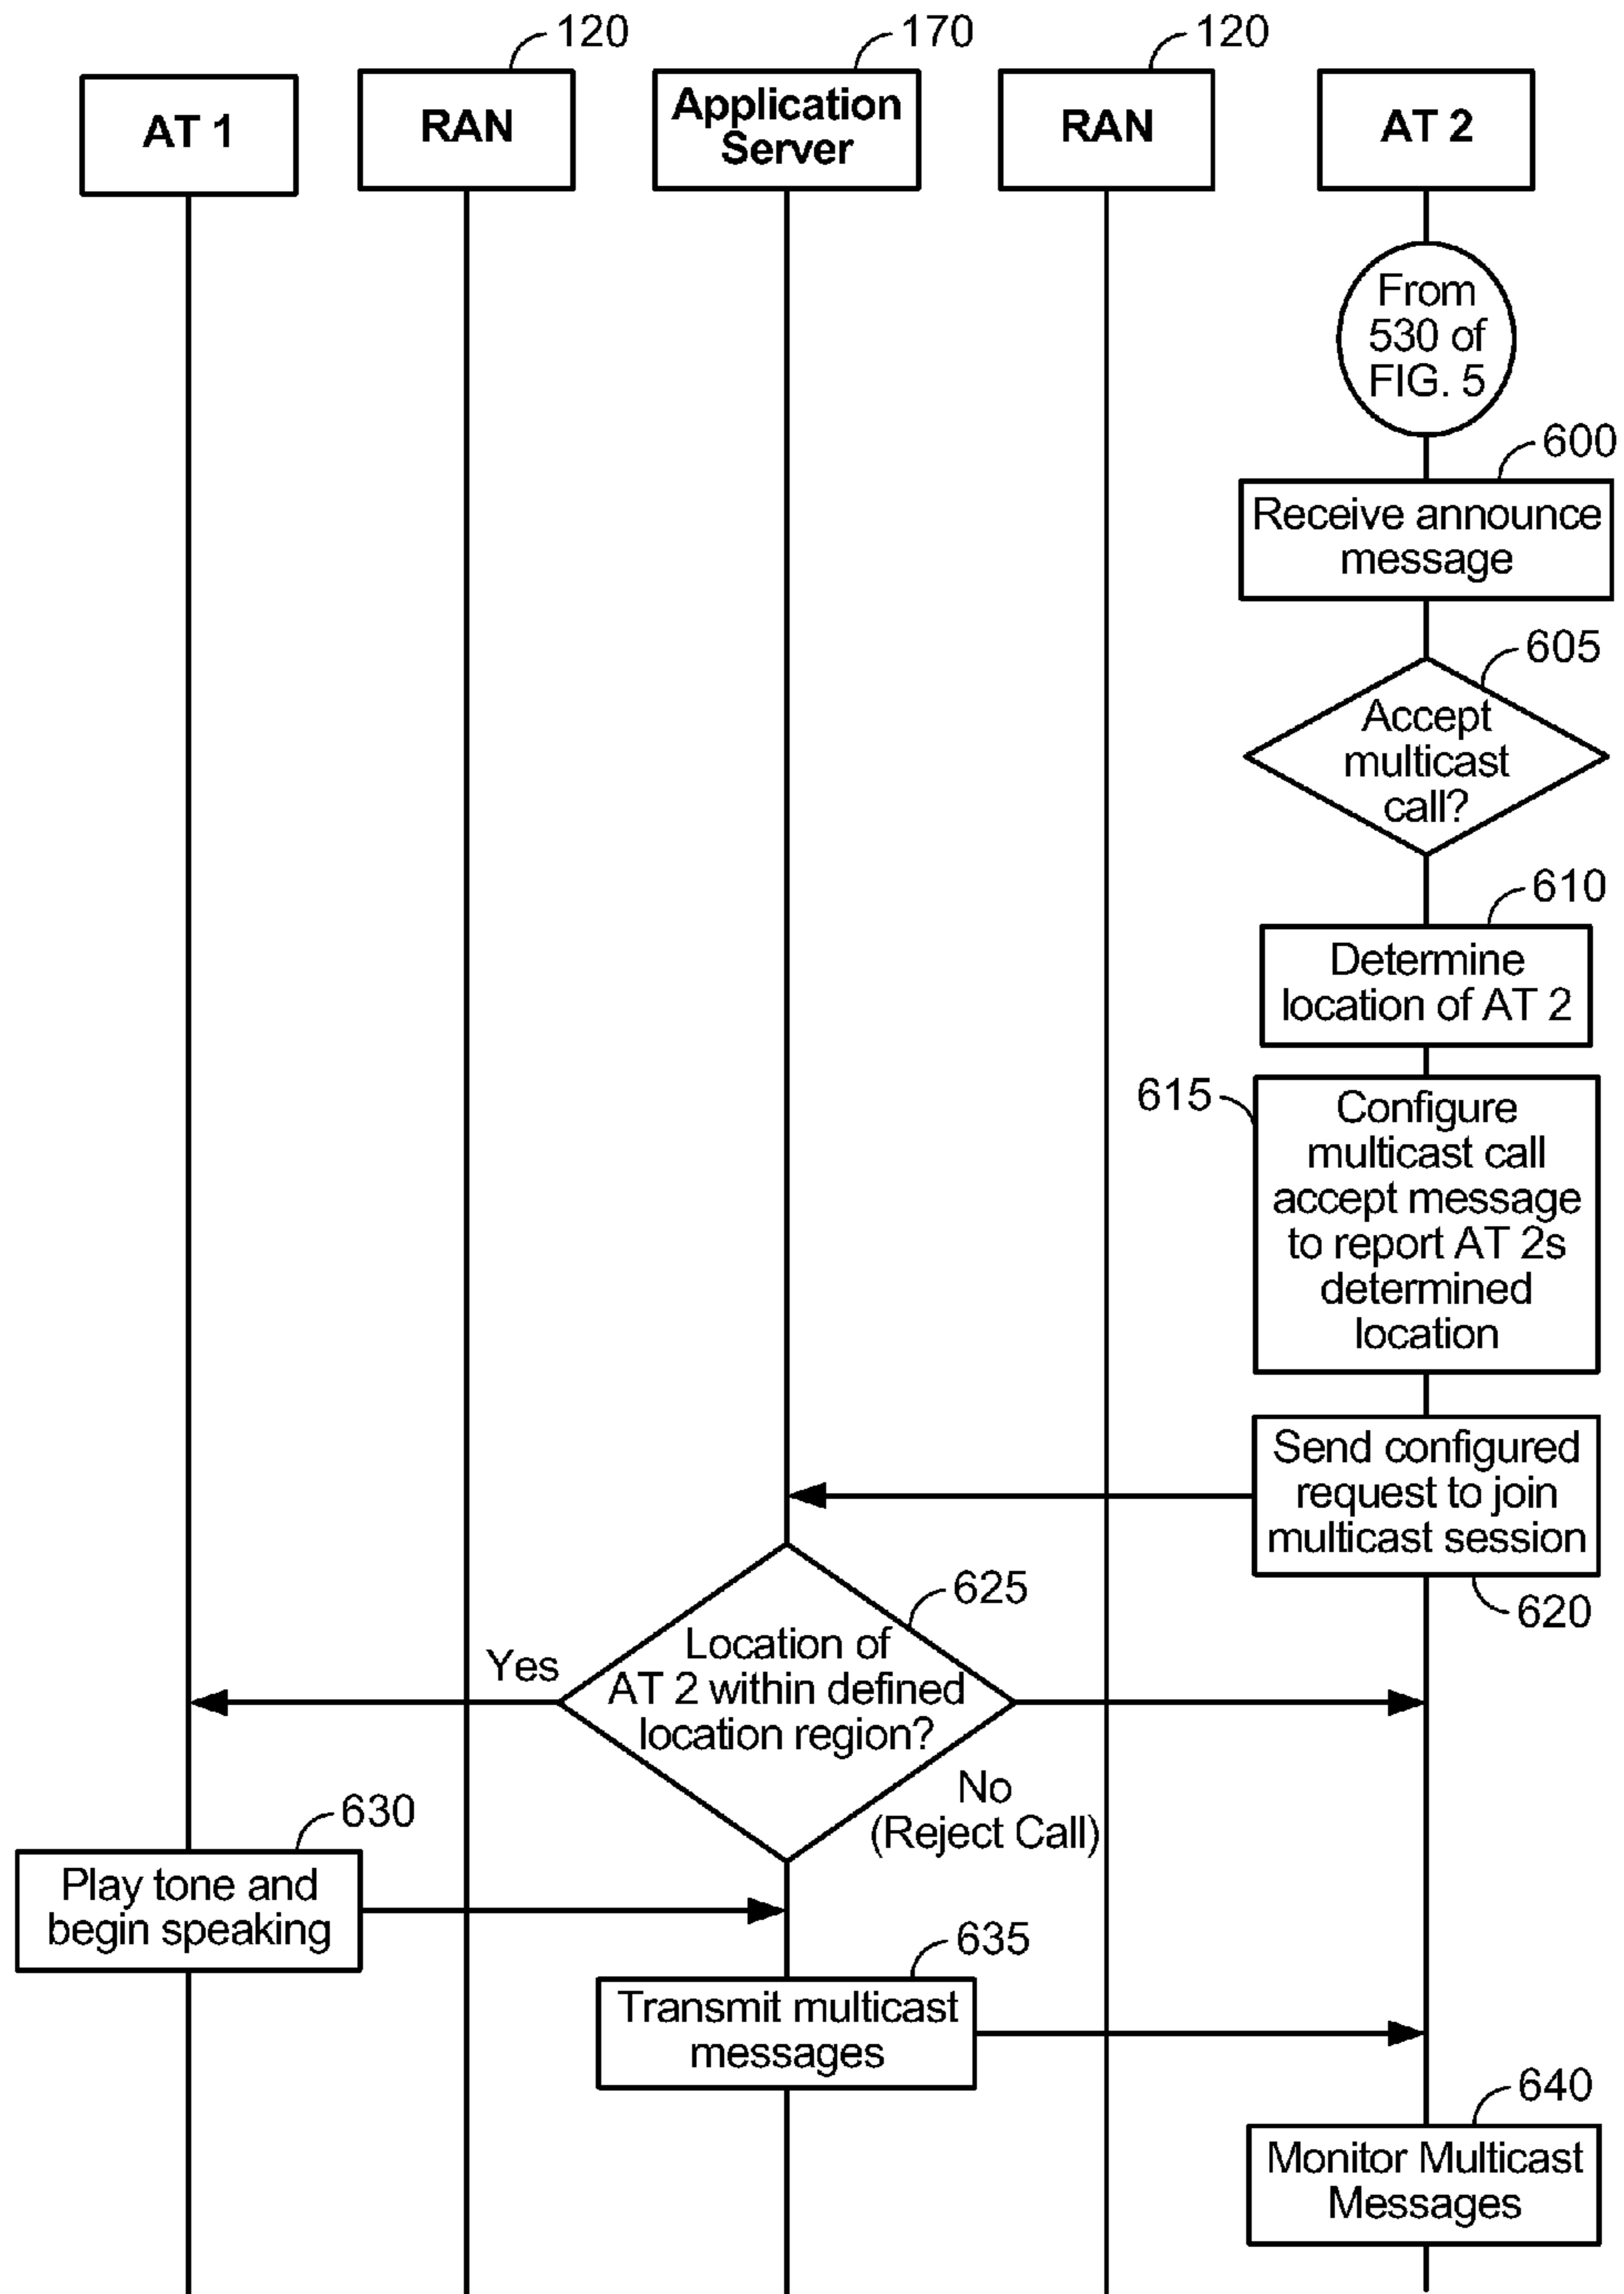 120
170
120
AT 1
RAN
Application
Server
RAN
AT 2
From
530 of
FIG. 5
600
Receive announce
message
605
Accept
multicast
call?
610
Determine
location of AT 2
615
Configure
multicast call
accept message
to report AT 2s
determined
location
Send configured
request to join
multicast session
620
625
Location of
AT 2 within defined
location region?
Yes
No
(Reject Call)
630
Play tone and
begin speaking
635
Transmit multicast
messages
640
Monitor Multicast
Messages